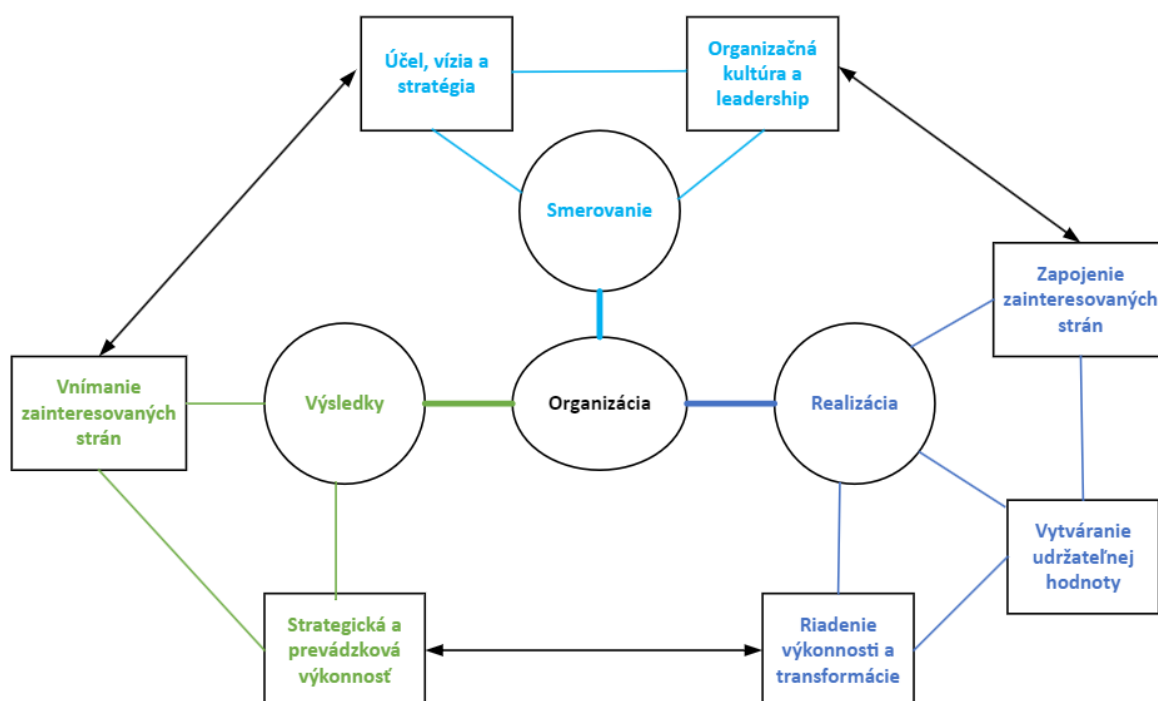 Účel, vízia a
stratégia
Organizačná
kultúra a
leadership
Smerovanie
Zapojenie
zainteresovaných
strán
Vnímanie
zainteresovaných
strán
Výsledky
Organizácia
Realizácia
Vytváranie
udržateľnej
hodnoty
Strategická a
prevádzková
výkonnosť
Riadenie
výkonnosti a
transformácie